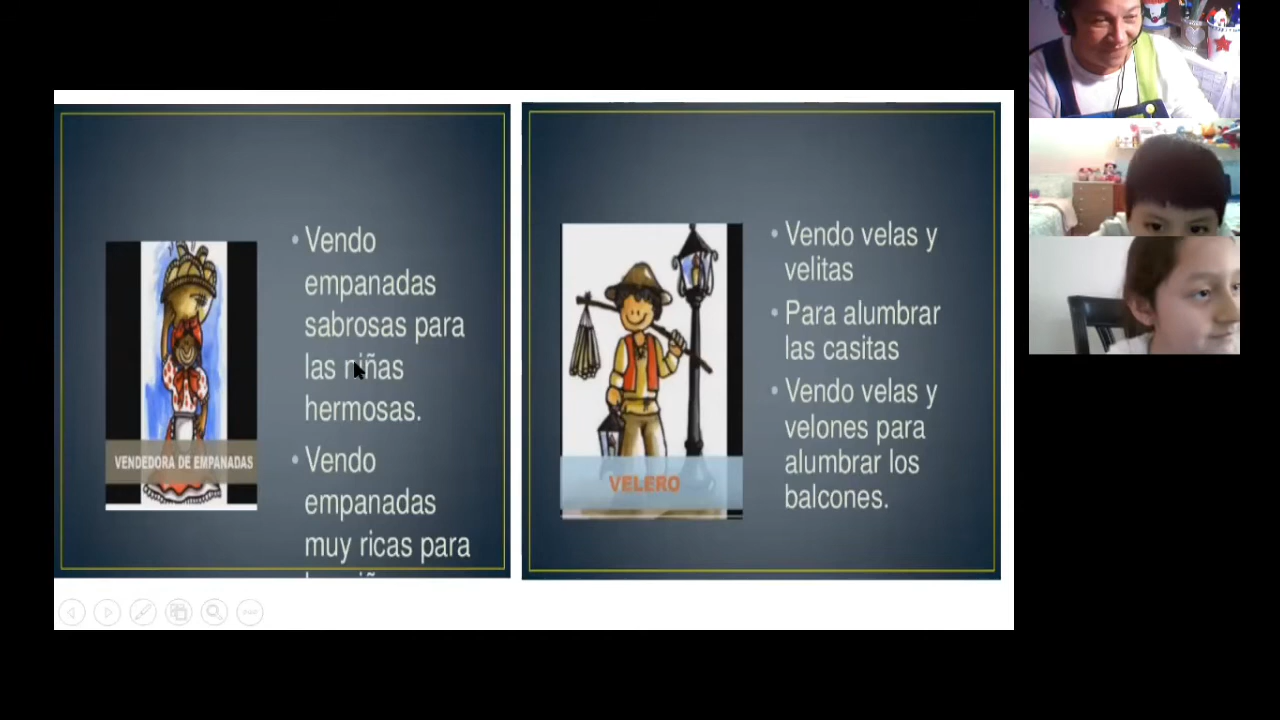 Vendo
empanadas
sabrosas para
las niñas
hermosas.
Vendo
empanadas
muy ricas para
VENDEDORA DE EMPANADAS
Vendo velas y
velitas
Para alumbrar
las casitas
Vendo velas y
velones para
alumbrar los
balcones.
VELERO